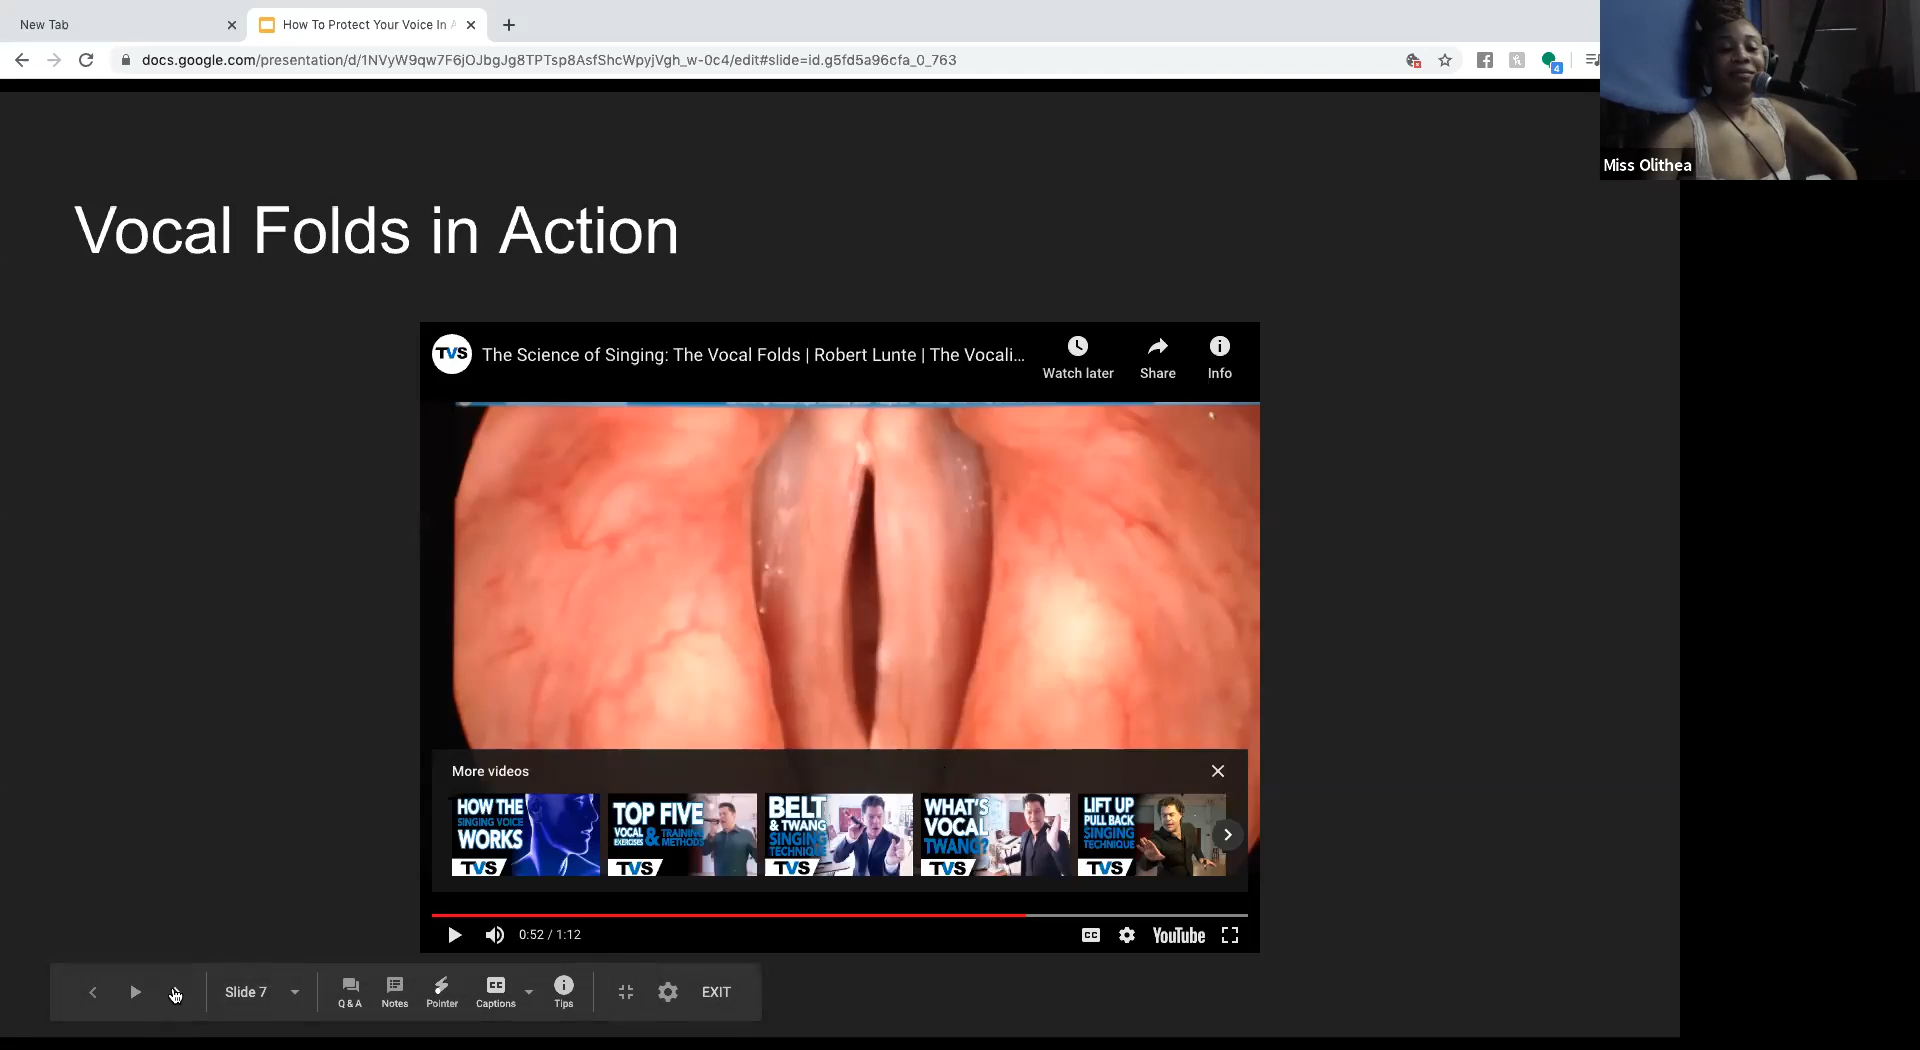 New Tab
How To Protect Your Voice In A
docs.google.com/presentation/d/1NVyW9qw7F6jOJbgJg8TPTsp8AsfShcWpyjVgh_w-0c4/edit#slide=id.g5fd5a96cfa_0_763
4
Miss Olithea
Vocal Folds in Action
TVS
The Science of Singing: The Vocal Folds | Robert Lunte | The Vocali...
Watch later
Share
Info
More videos
HOW THE
SINGING VOICE
WORKS
TVS
TOP FIVE
VOCAL EXERCISES & TRAINING METHODS
TVS
BELT
& TWANG
SINGING
TECHNIQUE
TVS
WHAT'S
VOCAL
TWANG?
TVS
LIFT UP
PULL BACK
SINGING
TECHNIQUE
TVS
0:52 / 1:12
CC
YouTube
Slide 7
Q & A
Notes
Pointer
CC
Captions
Tips
EXIT